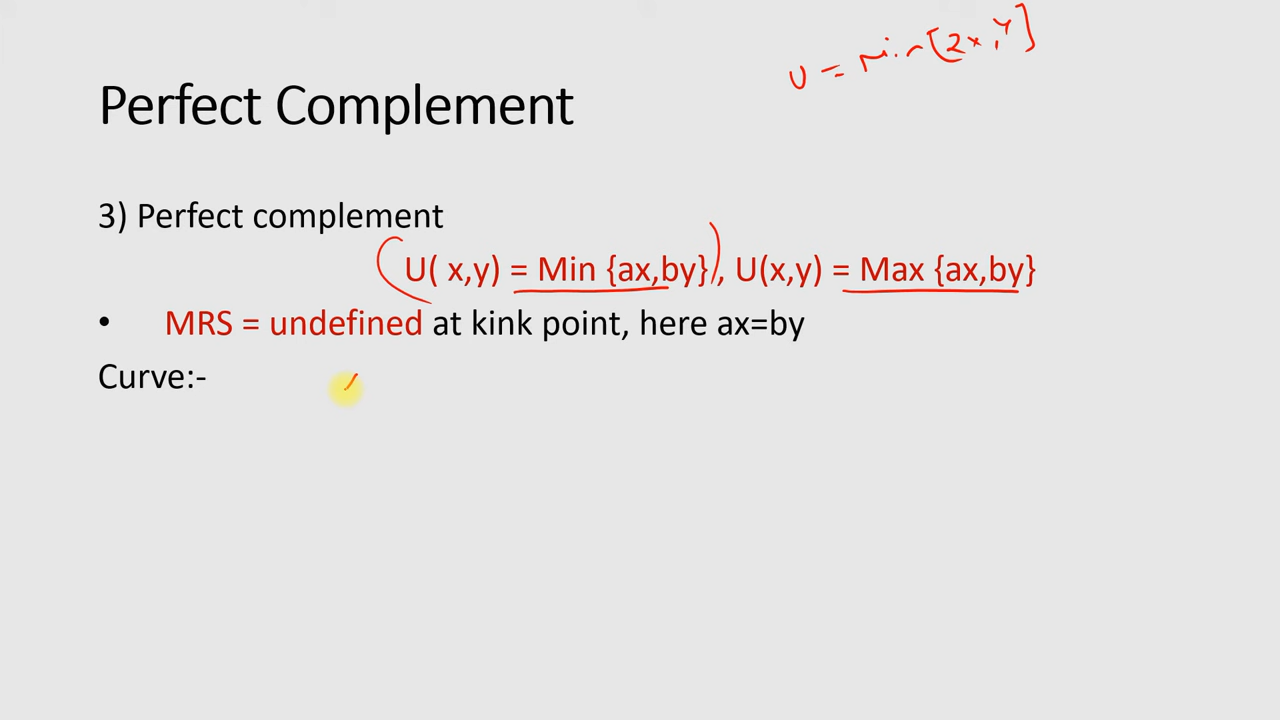 U = Min[2x,y]
Perfect Complement
3) Perfect complement
U( x,y) = Min {ax,by}, U(x,y) = Max {ax,by}
• MRS = undefined at kink point, here ax=by
Curve:-